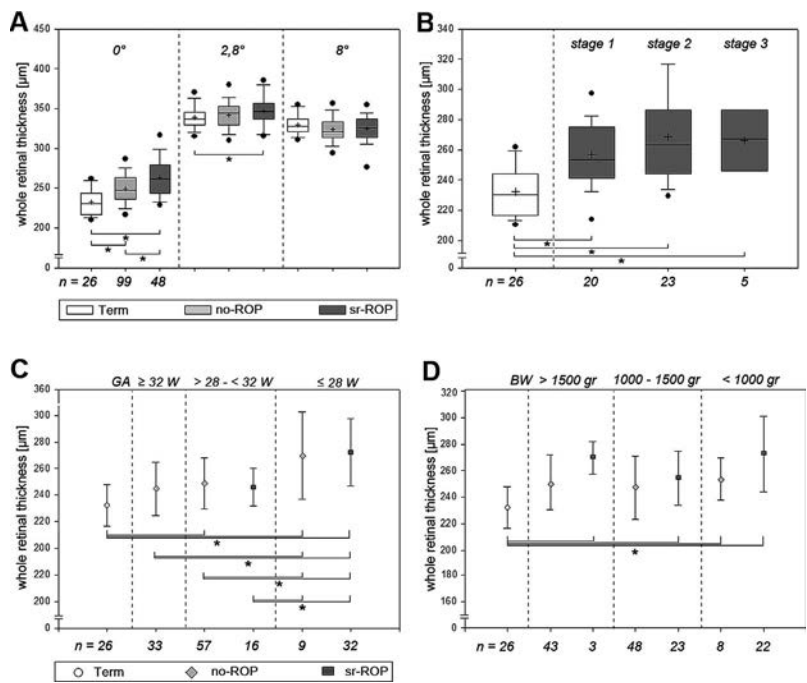 A
whole retinal thickness [µm]
450
400
350
300
250
200
0
0°
2,8°
8°
*
*
*
*
n = 26
99
48
Term
no-ROP
sr-ROP
B
whole retinal thickness [µm]
340
320
300
280
260
240
220
200
0
stage 1
stage 2
stage 3
*
*
*
n = 26
20
23
5
C
whole retinal thickness [µm]
360
300
280
260
240
220
200
200
0
GA ≥ 32 W
> 28 - < 32 W
≤ 28 W
*
*
*
*
n = 26
33
57
16
9
32
Term
no-ROP
sr-ROP
D
whole retinal thickness [µm]
320
300
280
260
240
220
200
180
160
0
BW > 1500 gr
1000 - 1500 gr
< 1000 gr
*
n = 26
43
3
48
23
8
22